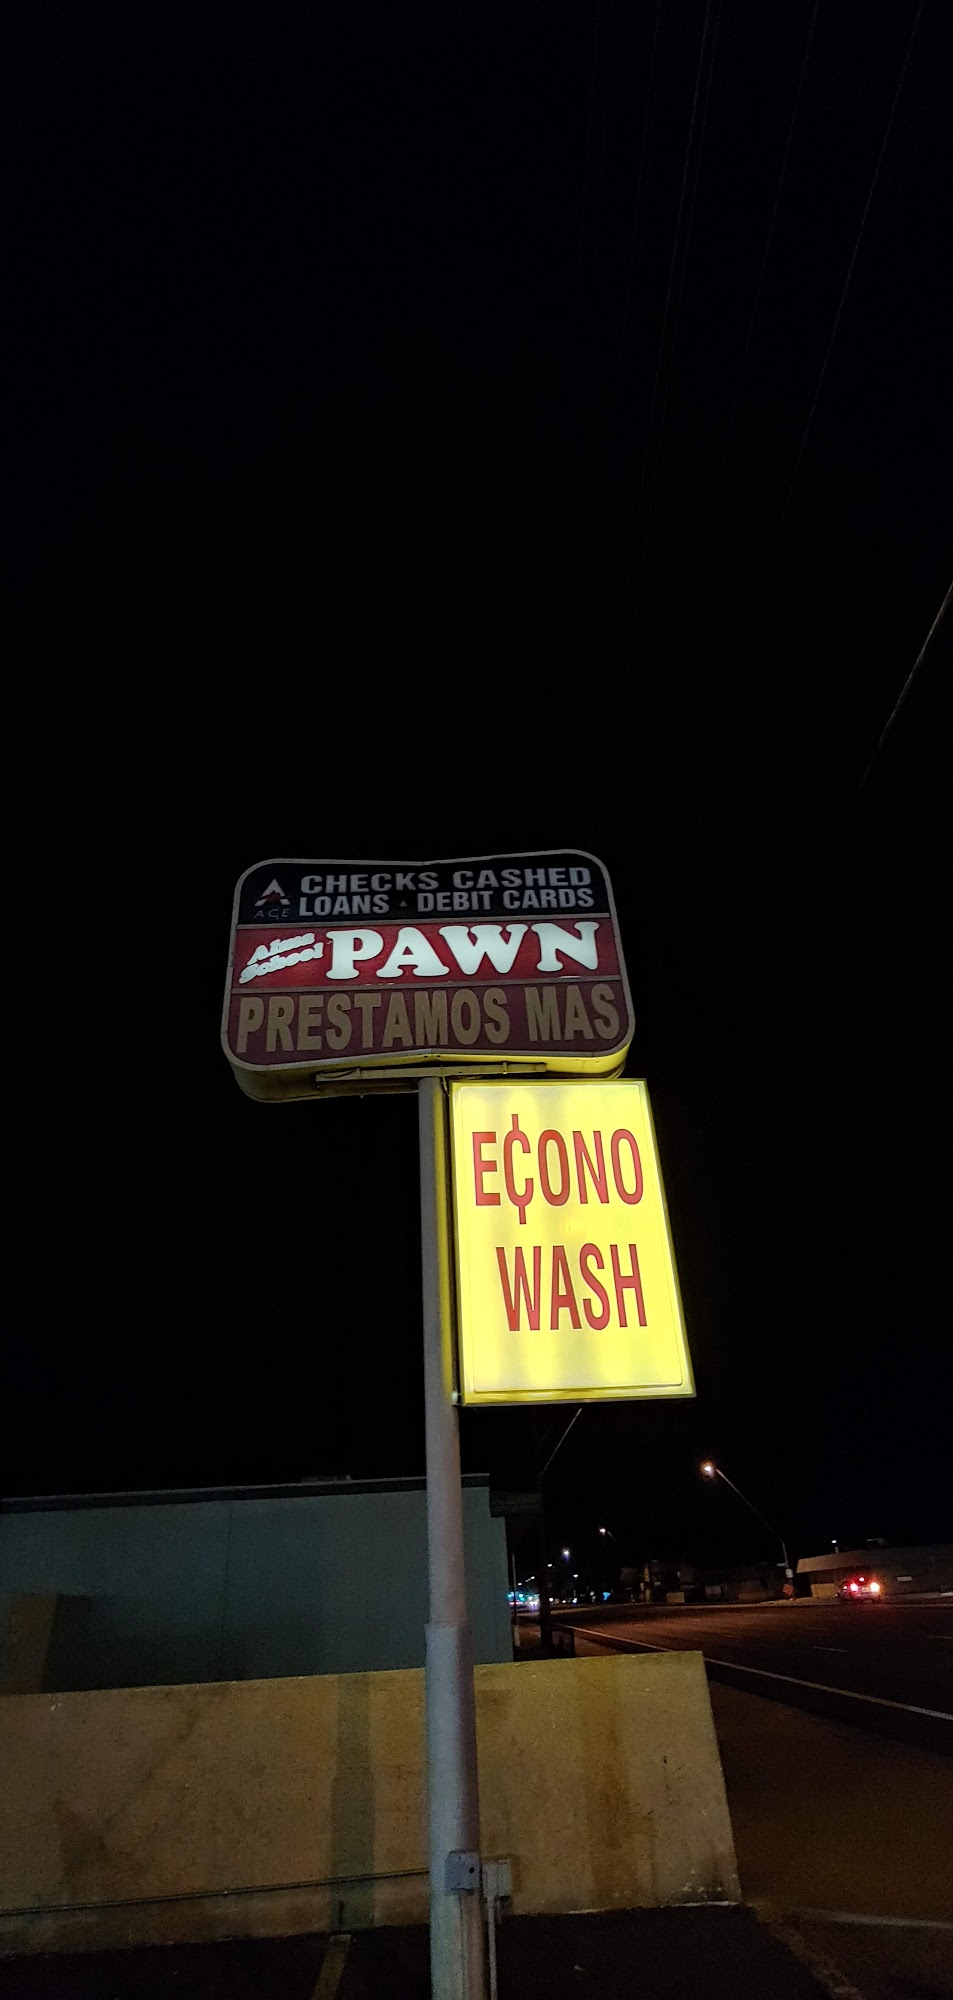 CHECKS CASHED
ACE
LOANS ▲ DEBIT CARDS
Alma School
PAWN
PRESTAMOS MAS
E¢ONO
WASH